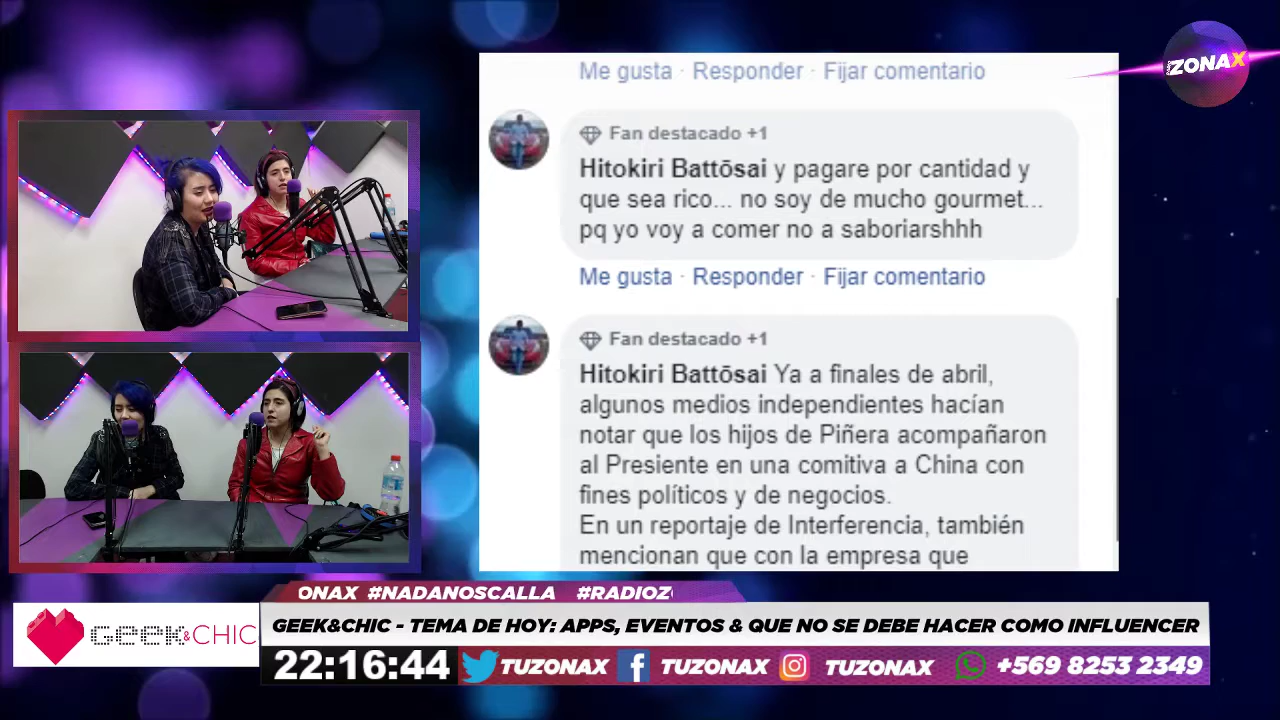 ZONAX
Me gusta · Responder · Fijar comentario
Fan destacado +1
Hitokiri Battōsai y pagare por cantidad y
que sea rico... no soy de mucho gourmet...
pq yo voy a comer no a saboriarshhh
Me gusta · Responder · Fijar comentario
Fan destacado +1
Hitokiri Battōsai Ya a finales de abril,
algunos medios independientes hacían
notar que los hijos de Piñera acompañaron
al Presiente en una comitiva a China con
fines políticos y de negocios.
En un reportaje de Interferencia, también
mencionan que con la empresa que
ONAX #NADANOSCALLA #RADIOZ
GEEK&CHIC
GEEK&CHIC - TEMA DE HOY: APPS, EVENTOS & QUE NO SE DEBE HACER COMO INFLUENCER
22:16:44 TUZONAX TUZONAX TUZONAX +569 8253 2349